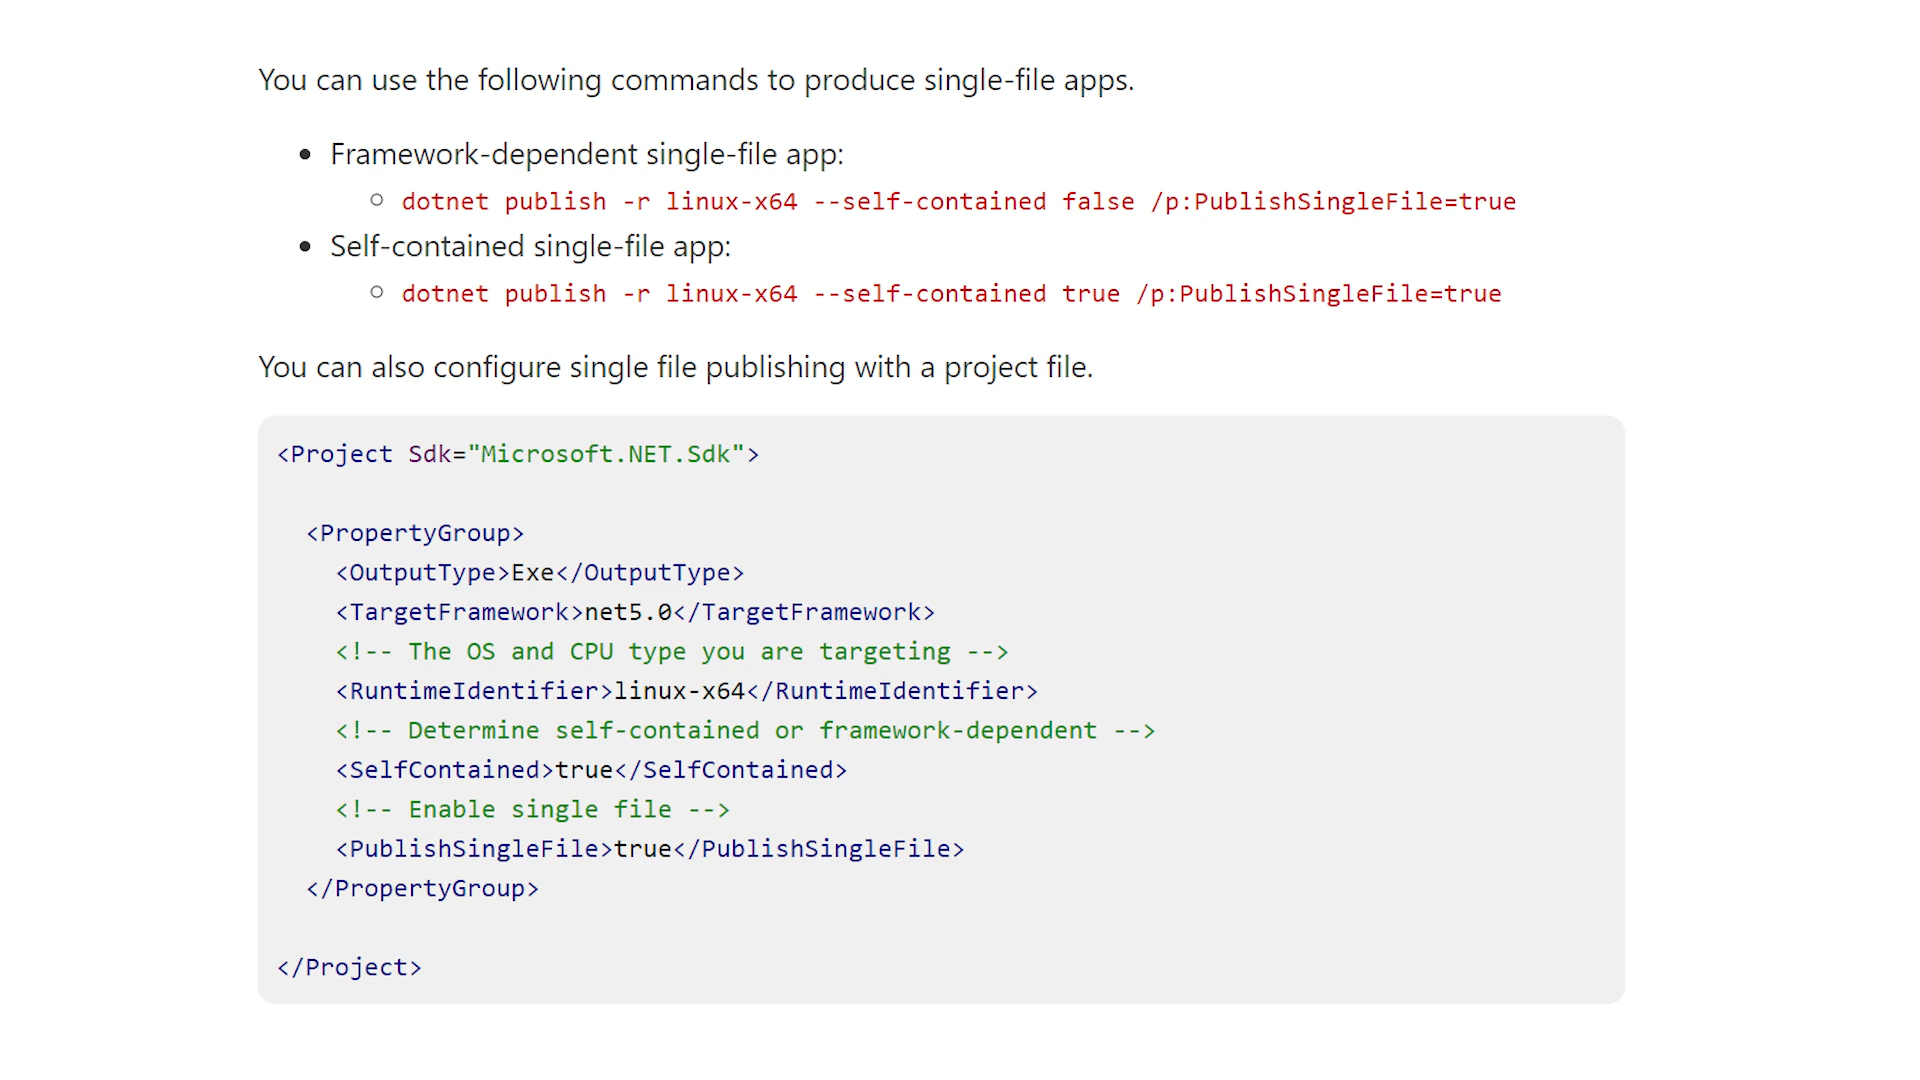 You can use the following commands to produce single-file apps.
• Framework-dependent single-file app:
○ dotnet publish -r linux-x64 --self-contained false /p:PublishSingleFile=true
• Self-contained single-file app:
○ dotnet publish -r linux-x64 --self-contained true /p:PublishSingleFile=true
You can also configure single file publishing with a project file.
<Project Sdk="Microsoft.NET.Sdk">
<PropertyGroup>
<OutputType>Exe</OutputType>
<TargetFramework>net5.0</TargetFramework>
<!-- The OS and CPU type you are targeting -->
<RuntimeIdentifier>linux-x64</RuntimeIdentifier>
<!-- Determine self-contained or framework-dependent -->
<SelfContained>true</SelfContained>
<!-- Enable single file -->
<PublishSingleFile>true</PublishSingleFile>
</PropertyGroup>
</Project>